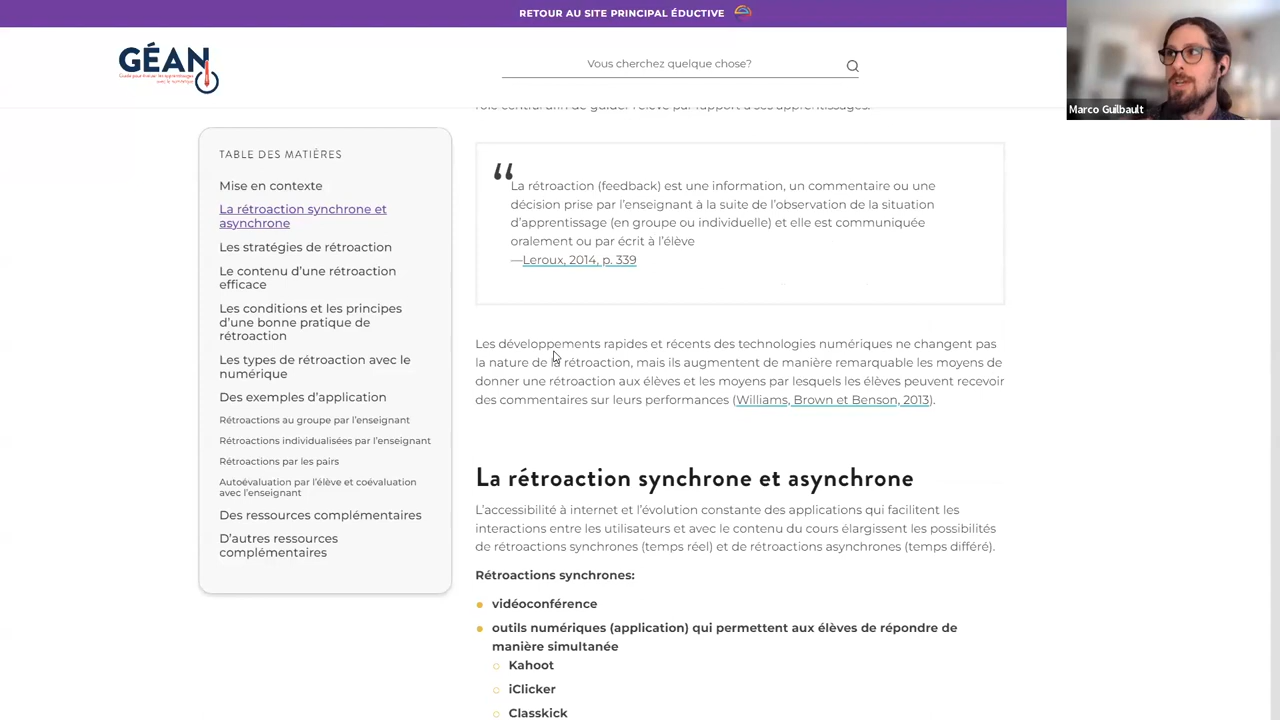 RETOUR AU SITE PRINCIPAL ÉDUCTIVE
GÉAN
Vous cherchez quelque chose?
Marco Guilbault
rôle central afin de guider l'élève par rapport à ses apprentissages.
TABLE DES MATIÈRES
Mise en contexte
La rétroaction synchrone et
asynchrone
Les stratégies de rétroaction
Le contenu d'une rétroaction
efficace
Les conditions et les principes
d'une bonne pratique de
rétroaction
Les types de rétroaction avec le
numérique
Des exemples d'application
Rétroactions au groupe par l'enseignant
Rétroactions individualisées par l'enseignant
Rétroactions par les pairs
Autoévaluation par l'élève et coévaluation
avec l'enseignant
Des ressources complémentaires
D'autres ressources
complémentaires
“
La rétroaction (feedback) est une information, un commentaire ou une
décision prise par l'enseignant à la suite de l'observation de la situation
d'apprentissage (en groupe ou individuelle) et elle est communiquée
oralement ou par écrit à l'élève
—Leroux, 2014, p. 339
Les développements rapides et récents des technologies numériques ne changent pas
la nature de la rétroaction, mais ils augmentent de manière remarquable les moyens de
donner une rétroaction aux élèves et les moyens par lesquels les élèves peuvent recevoir
des commentaires sur leurs performances (Williams, Brown et Benson, 2013).
La rétroaction synchrone et asynchrone
L'accessibilité à internet et l'évolution constante des applications qui facilitent les
interactions entre les utilisateurs et avec le contenu du cours élargissent les possibilités
de rétroactions synchrones (temps réel) et de rétroactions asynchrones (temps différé).
Rétroactions synchrones:
vidéoconférence
outils numériques (application) qui permettent aux élèves de répondre de
manière simultanée
Kahoot
iClicker
Classkick